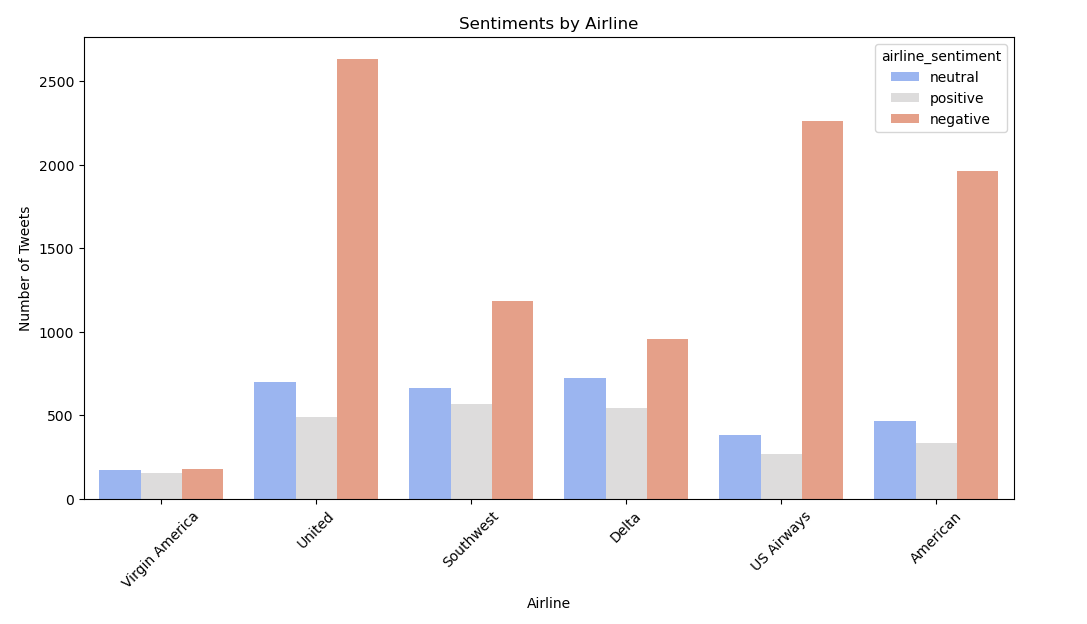 Sentiments by Airline
airline_sentiment
neutral
positive
negative
Number of Tweets
2500
2000
1500
1000
500
0
Virgin America
United
Southwest
Delta
US Airways
American
Airline